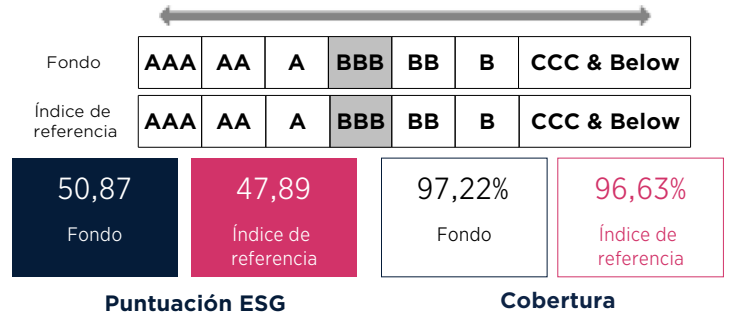 Fondo AAA AA A BBB BB B CCC & Below
Índice de
referencia AAA AA A BBB BB B CCC & Below
50,87 47,89 97,22% 96,63%
Fondo Índice de Fondo Índice de
referencia referencia
Puntuación ESG Cobertura